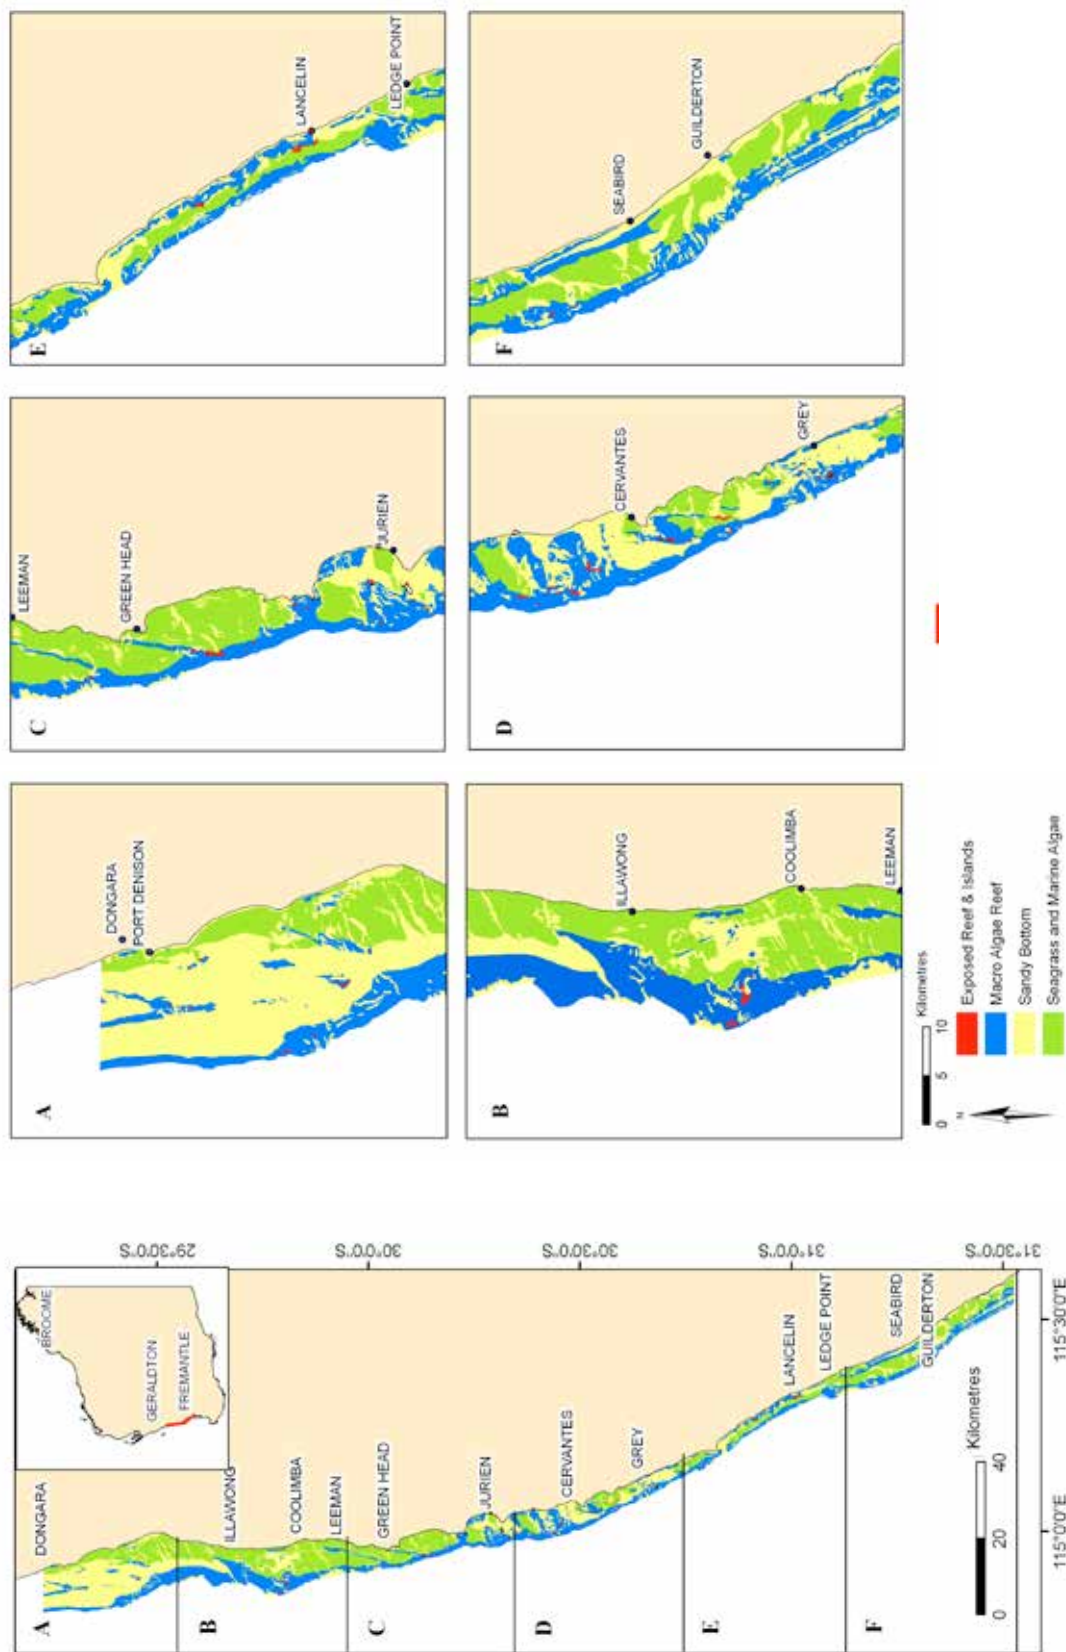 A
DONGARA
BROOME
GERALDTON
FREMANTLE
29°30'0"S
B
ILLAWONG
COOLIMBA
LEEMAN
C
GREEN HEAD
30°0'0"S
JURIEN
D
CERVANTES
30°30'0"S
GREY
E
LANCELIN
31°0'0"S
LEDGE POINT
F
SEABIRD
GUILDERTON
31°30'0"S
Kilometres
0 20 40
115°0'0"E 115°30'0"E
A
DONGARA
PORT DENISON
B
ILLAWONG
COOLIMBA
LEEMAN
Kilometres
0 5 10
N
Exposed Reef & Islands
Macro Algae Reef
Sandy Bottom
Seagrass and Marine Algae
C
LEEMAN
GREEN HEAD
JURIEN
D
CERVANTES
GREY
E
LANCELIN
LEDGE POINT
F
SEABIRD
GUILDERTON